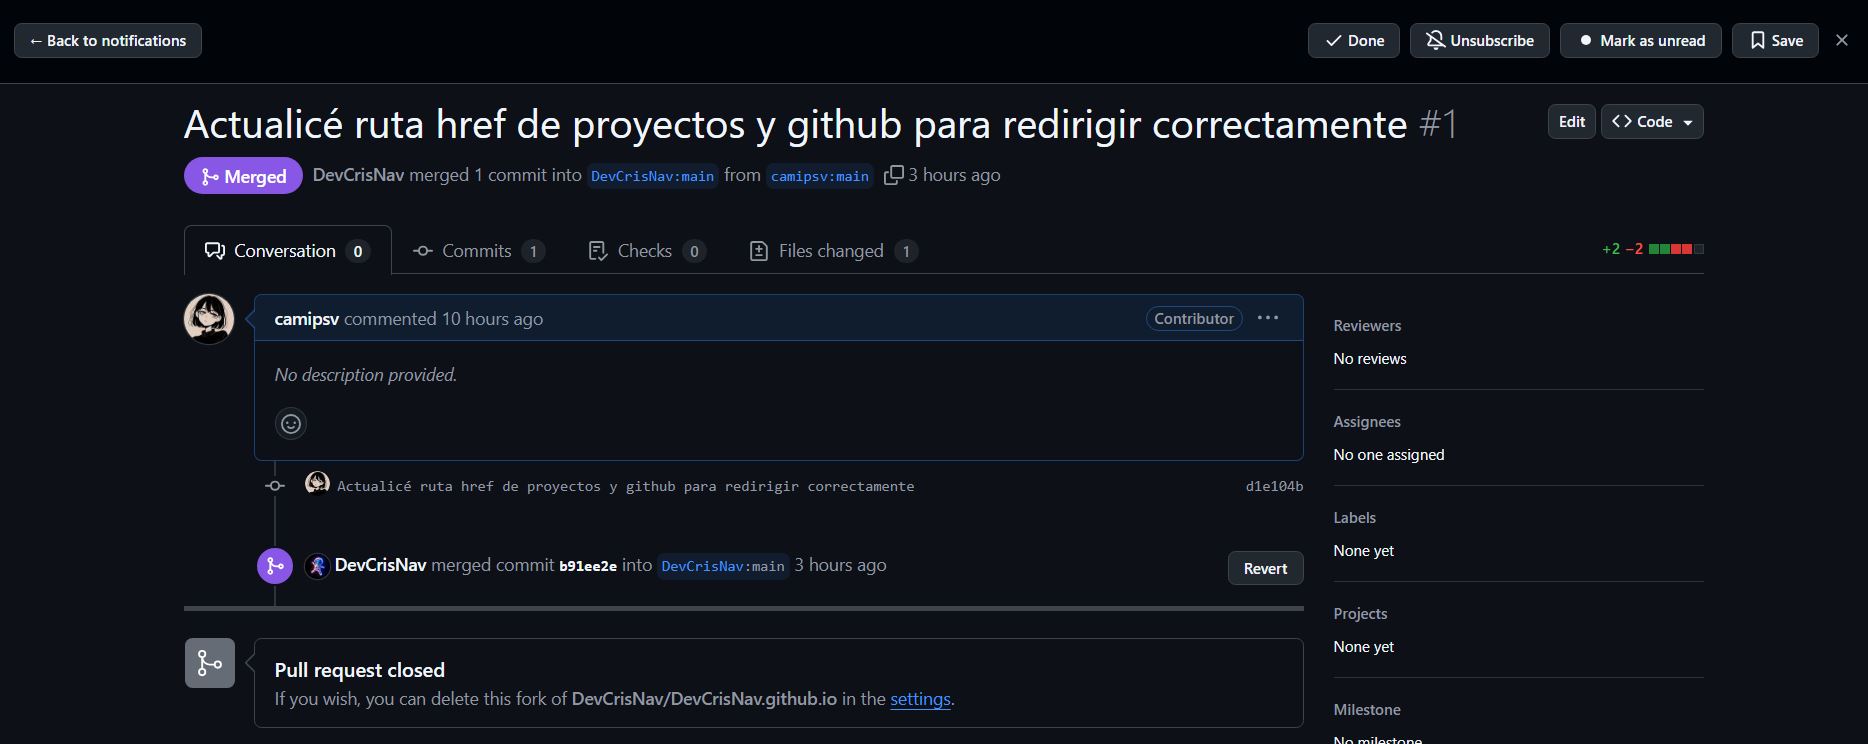 ← Back to notifications
Done
Unsubscribe
Mark as unread
Save
Actualicé ruta href de proyectos y github para redirigir correctamente #1
Edit
Code
Merged
DevCrisNav merged 1 commit into DevCrisNav:main from camipsv:main 3 hours ago
Conversation 0
Commits 1
Checks 0
Files changed 1
+2 −2
camipsv commented 10 hours ago
Contributor
No description provided.
Actualicé ruta href de proyectos y github para redirigir correctamente
d1e104b
DevCrisNav merged commit b91ee2e into DevCrisNav:main 3 hours ago
Revert
Pull request closed
If you wish, you can delete this fork of DevCrisNav/DevCrisNav.github.io in the settings.
Reviewers
No reviews
Assignees
No one assigned
Labels
None yet
Projects
None yet
Milestone
No milestone